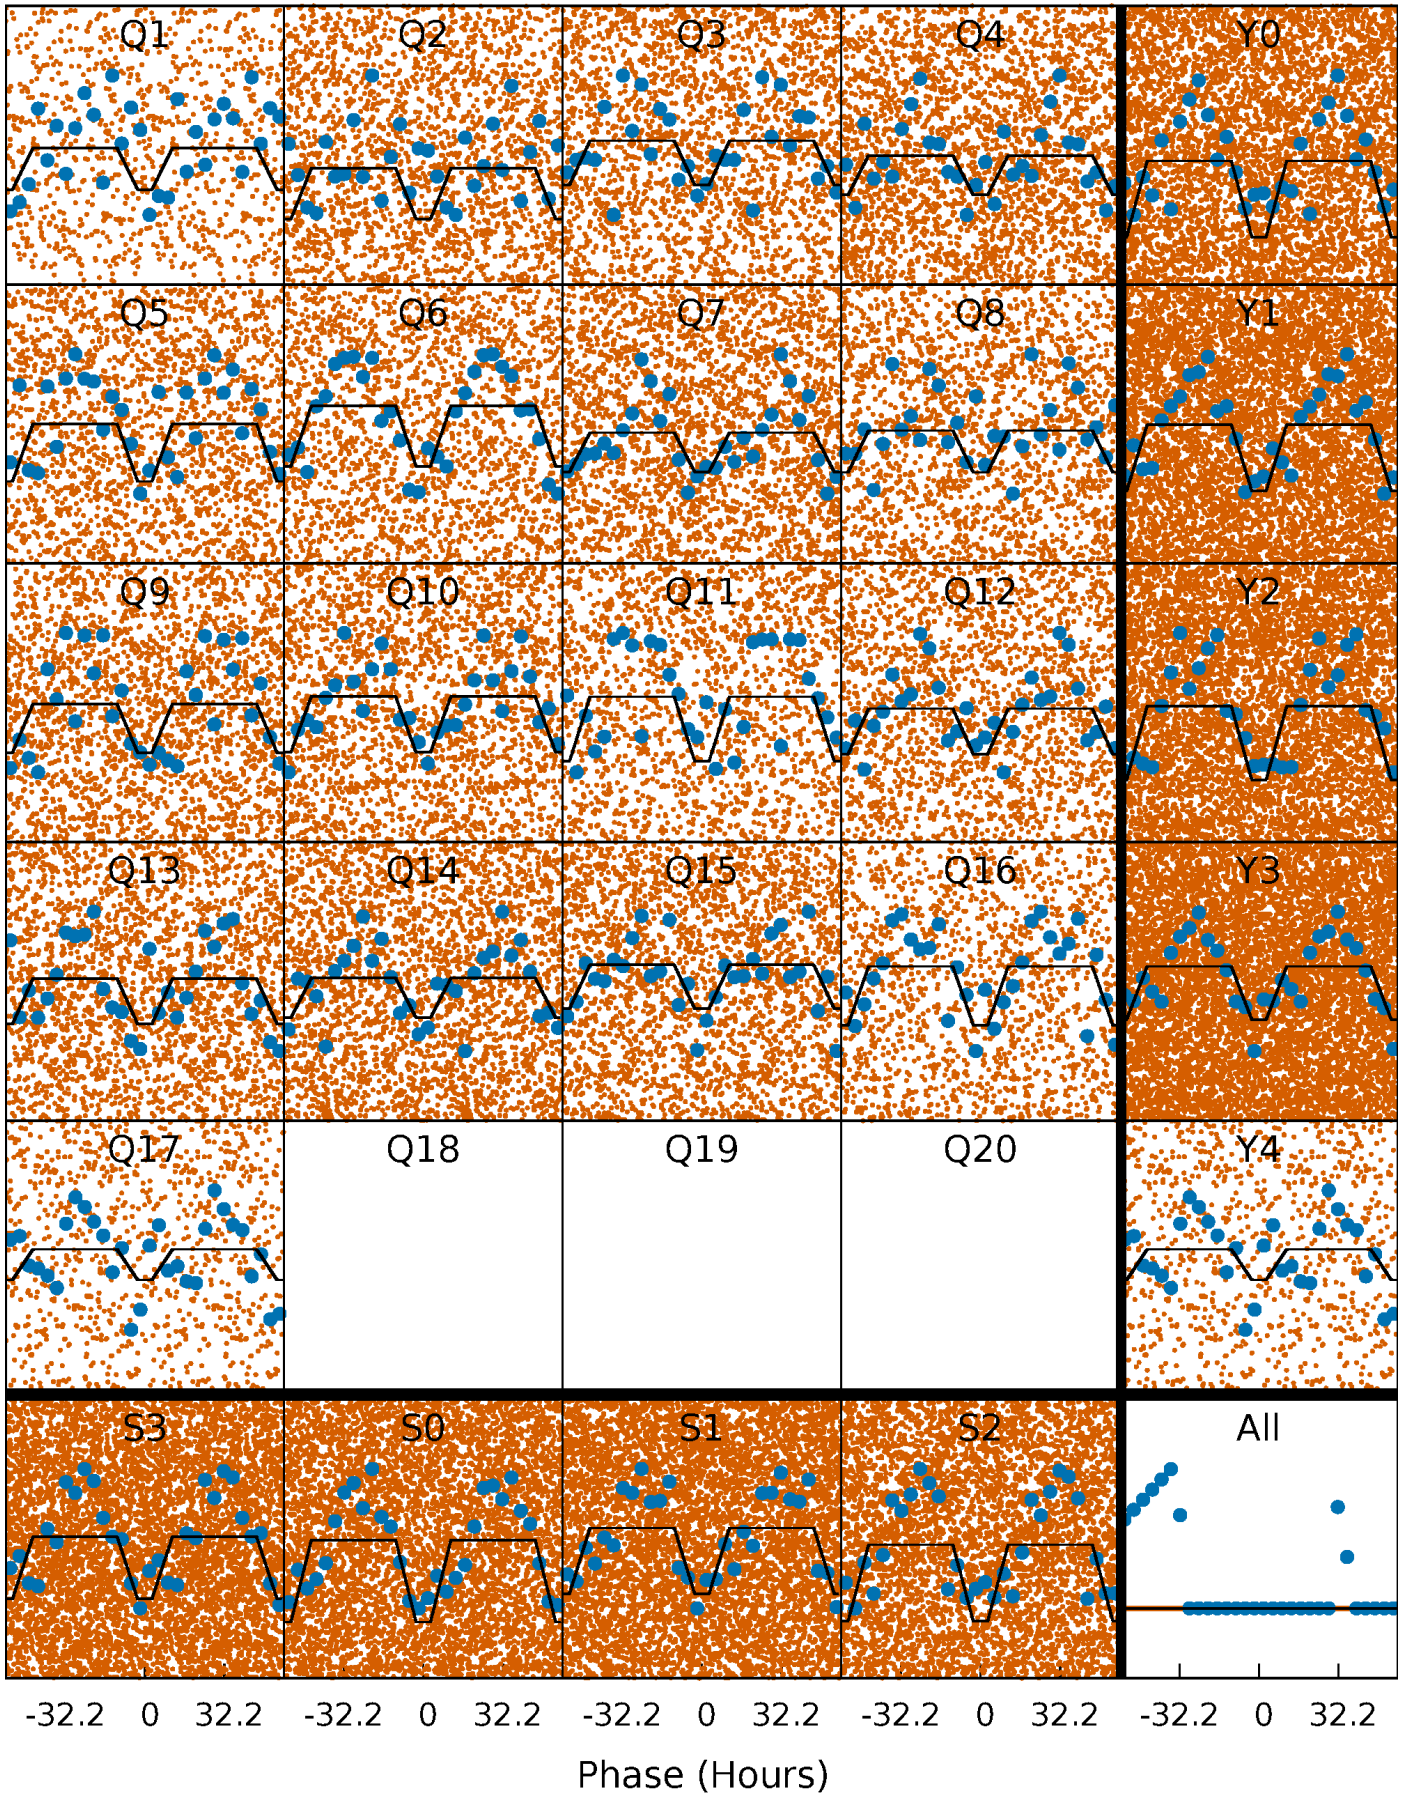 Q1 Q2 Q3 Q4 Y0
Q5 Q6 Q7 Q8 Y1
Q9 Q10 Q11 Q12 Y2
Q13 Q14 Q15 Q16 Y3
Q17 Q18 Q19 Q20 Y4
S3 S0 S1 S2 All
-32.2 0 32.2 -32.2 0 32.2 -32.2 0 32.2 -32.2 0 32.2 -32.2 0 32.2
Phase (Hours)